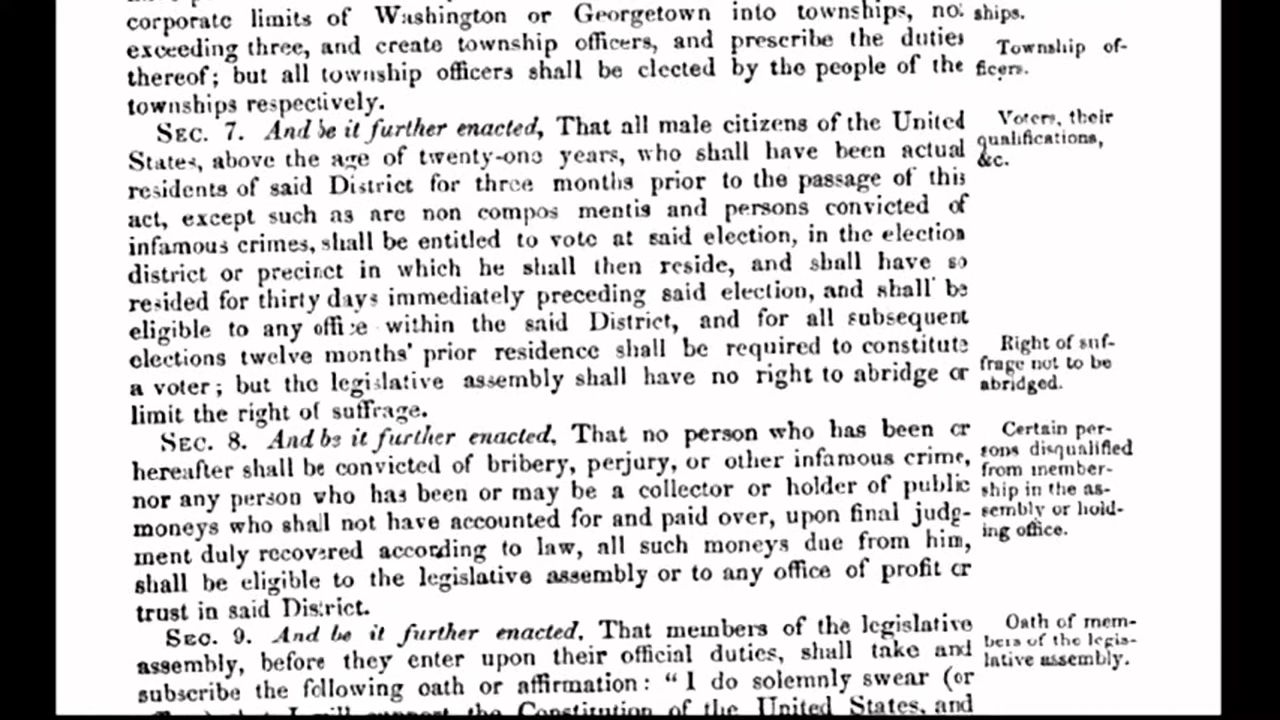 corporate limits of Washington or Georgetown into townships, not
exceeding three, and create township officers, and prescribe the duties
thereof; but all township officers shall be elected by the people of the
townships respectively.
SEC. 7. And be it further enacted, That all male citizens of the United
States, above the age of twenty-one years, who shall have been actual
residents of said District for three months prior to the passage of this
act, except such as are non compos mentis and persons convicted of
infamous crimes, shall be entitled to vote at said election, in the election
district or precinct in which he shall then reside, and shall have so
resided for thirty days immediately preceding said election, and shall be
eligible to any office within the said District, and for all subsequent
elections twelve months' prior residence shall be required to constitute
a voter; but the legislative assembly shall have no right to abridge or
limit the right of suffrage.
SEC. 8. And be it further enacted, That no person who has been or
hereafter shall be convicted of bribery, perjury, or other infamous crime,
nor any person who has been or may be a collector or holder of public
moneys who shall not have accounted for and paid over, upon final judg-
ment duly recovered according to law, all such moneys due from him,
shall be eligible to the legislative assembly or to any office of profit or
trust in said District.
SEC. 9. And be it further enacted, That members of the legislative
assembly, before they enter upon their official duties, shall take and
subscribe the following oath or affirmation: "I do solemnly swear (or
I will support the Constitution of the United States, and
ships.
Township of-
ficers.
Voters, their
qualifications,
&c.
Right of suf-
frage not to be
abridged.
Certain per-
sons disqualified
from member-
ship in the as-
sembly or hold-
ing office.
Oath of mem-
bers of the legis-
lative assembly.